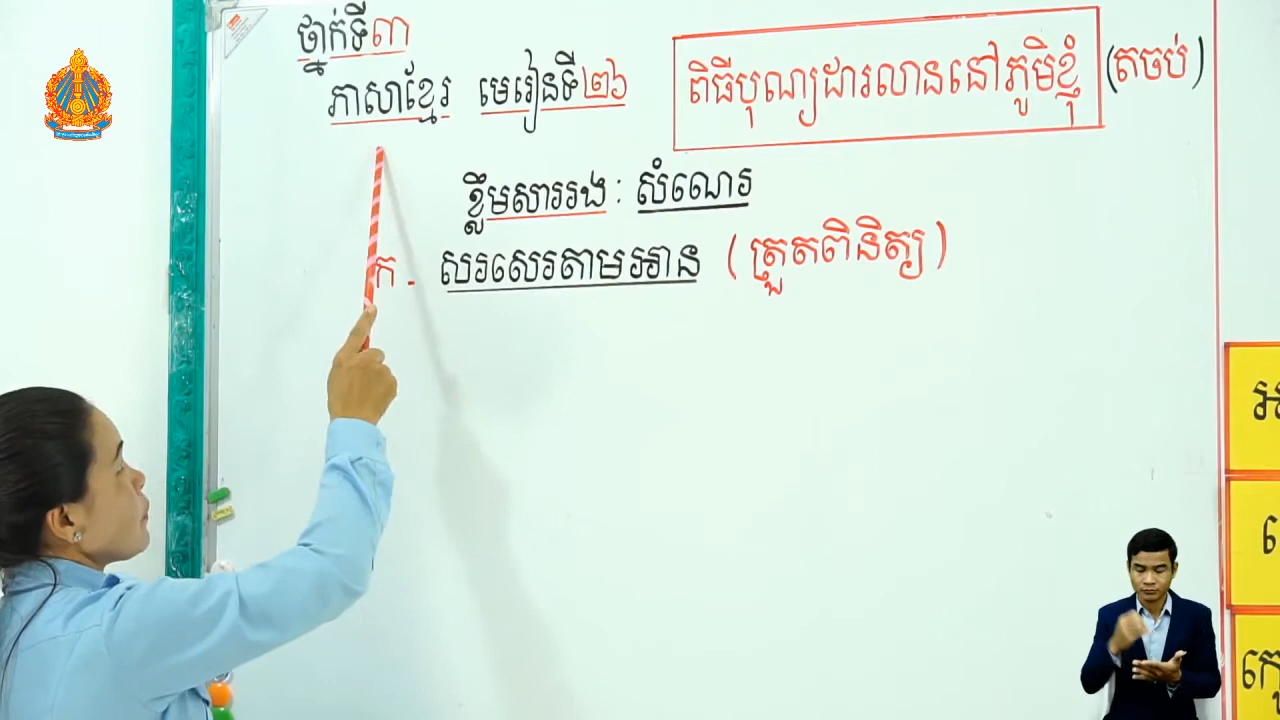 ថ្នាក់ទី៣
ភាសាខ្មែរ មេរៀនទី២៦ ពិធីបុណ្យដារលាននៅភូមិខ្ញុំ (តចប់)
ខ្លឹមសាររង : សំណេរ
ក - សរសេរតាមអាន (ត្រួតពិនិត្យ)